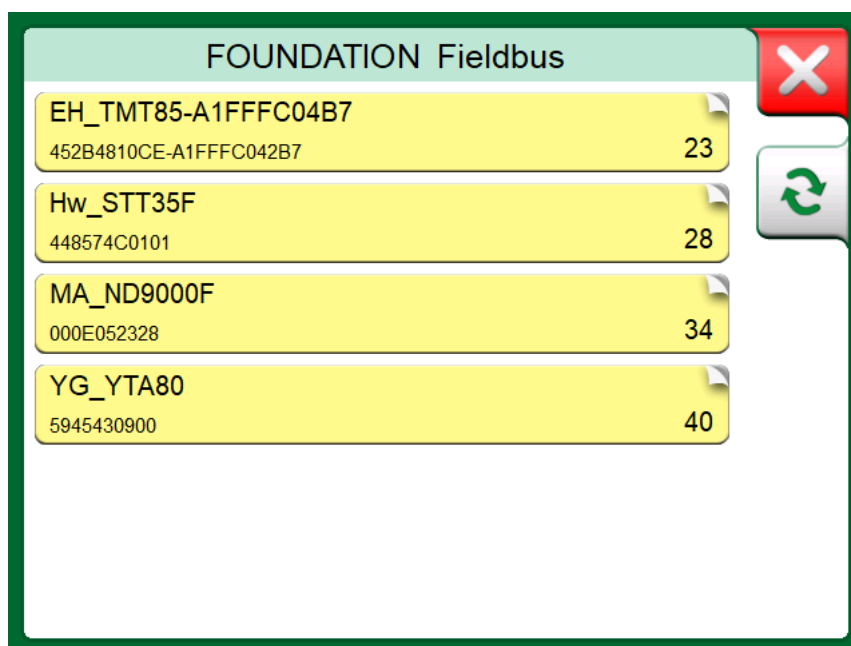 FOUNDATION Fieldbus
EH_TMT85-A1FFFC04B7
452B4810CE-A1FFFC042B7
23
Hw_STT35F
448574C0101
28
MA_ND9000F
000E052328
34
YG_YTA80
5945430900
40